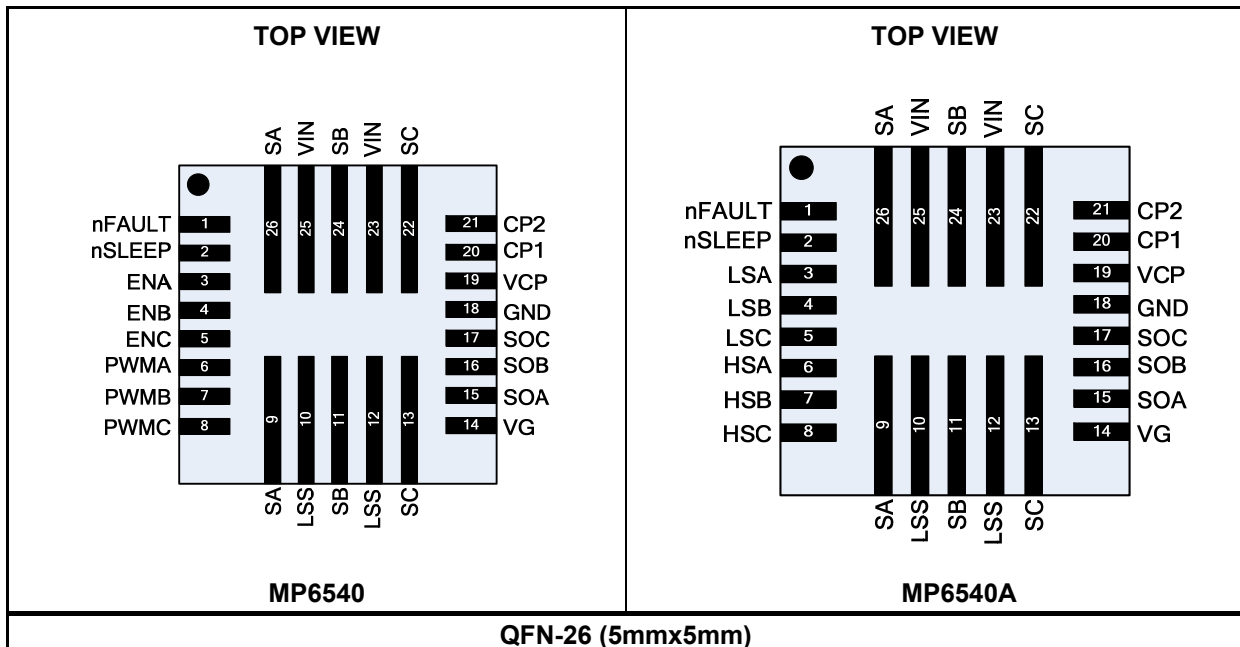 TOP VIEW
SA VIN SB VIN SC
26 25 24 23 22
nFAULT 1
nSLEEP 2
ENA 3
ENB 4
ENC 5
PWMA 6
PWMB 7
PWMC 8
21 CP2
20 CP1
19 VCP
18 GND
17 SOC
16 SOB
15 SOA
14 VG
9 10 11 12 13
SA LSS SB LSS SC
MP6540
TOP VIEW
SA VIN SB VIN SC
26 25 24 23 22
nFAULT 1
nSLEEP 2
LSA 3
LSB 4
LSC 5
HSA 6
HSB 7
HSC 8
21 CP2
20 CP1
19 VCP
18 GND
17 SOC
16 SOB
15 SOA
14 VG
9 10 11 12 13
SA LSS SB LSS SC
MP6540A
QFN-26 (5mmx5mm)